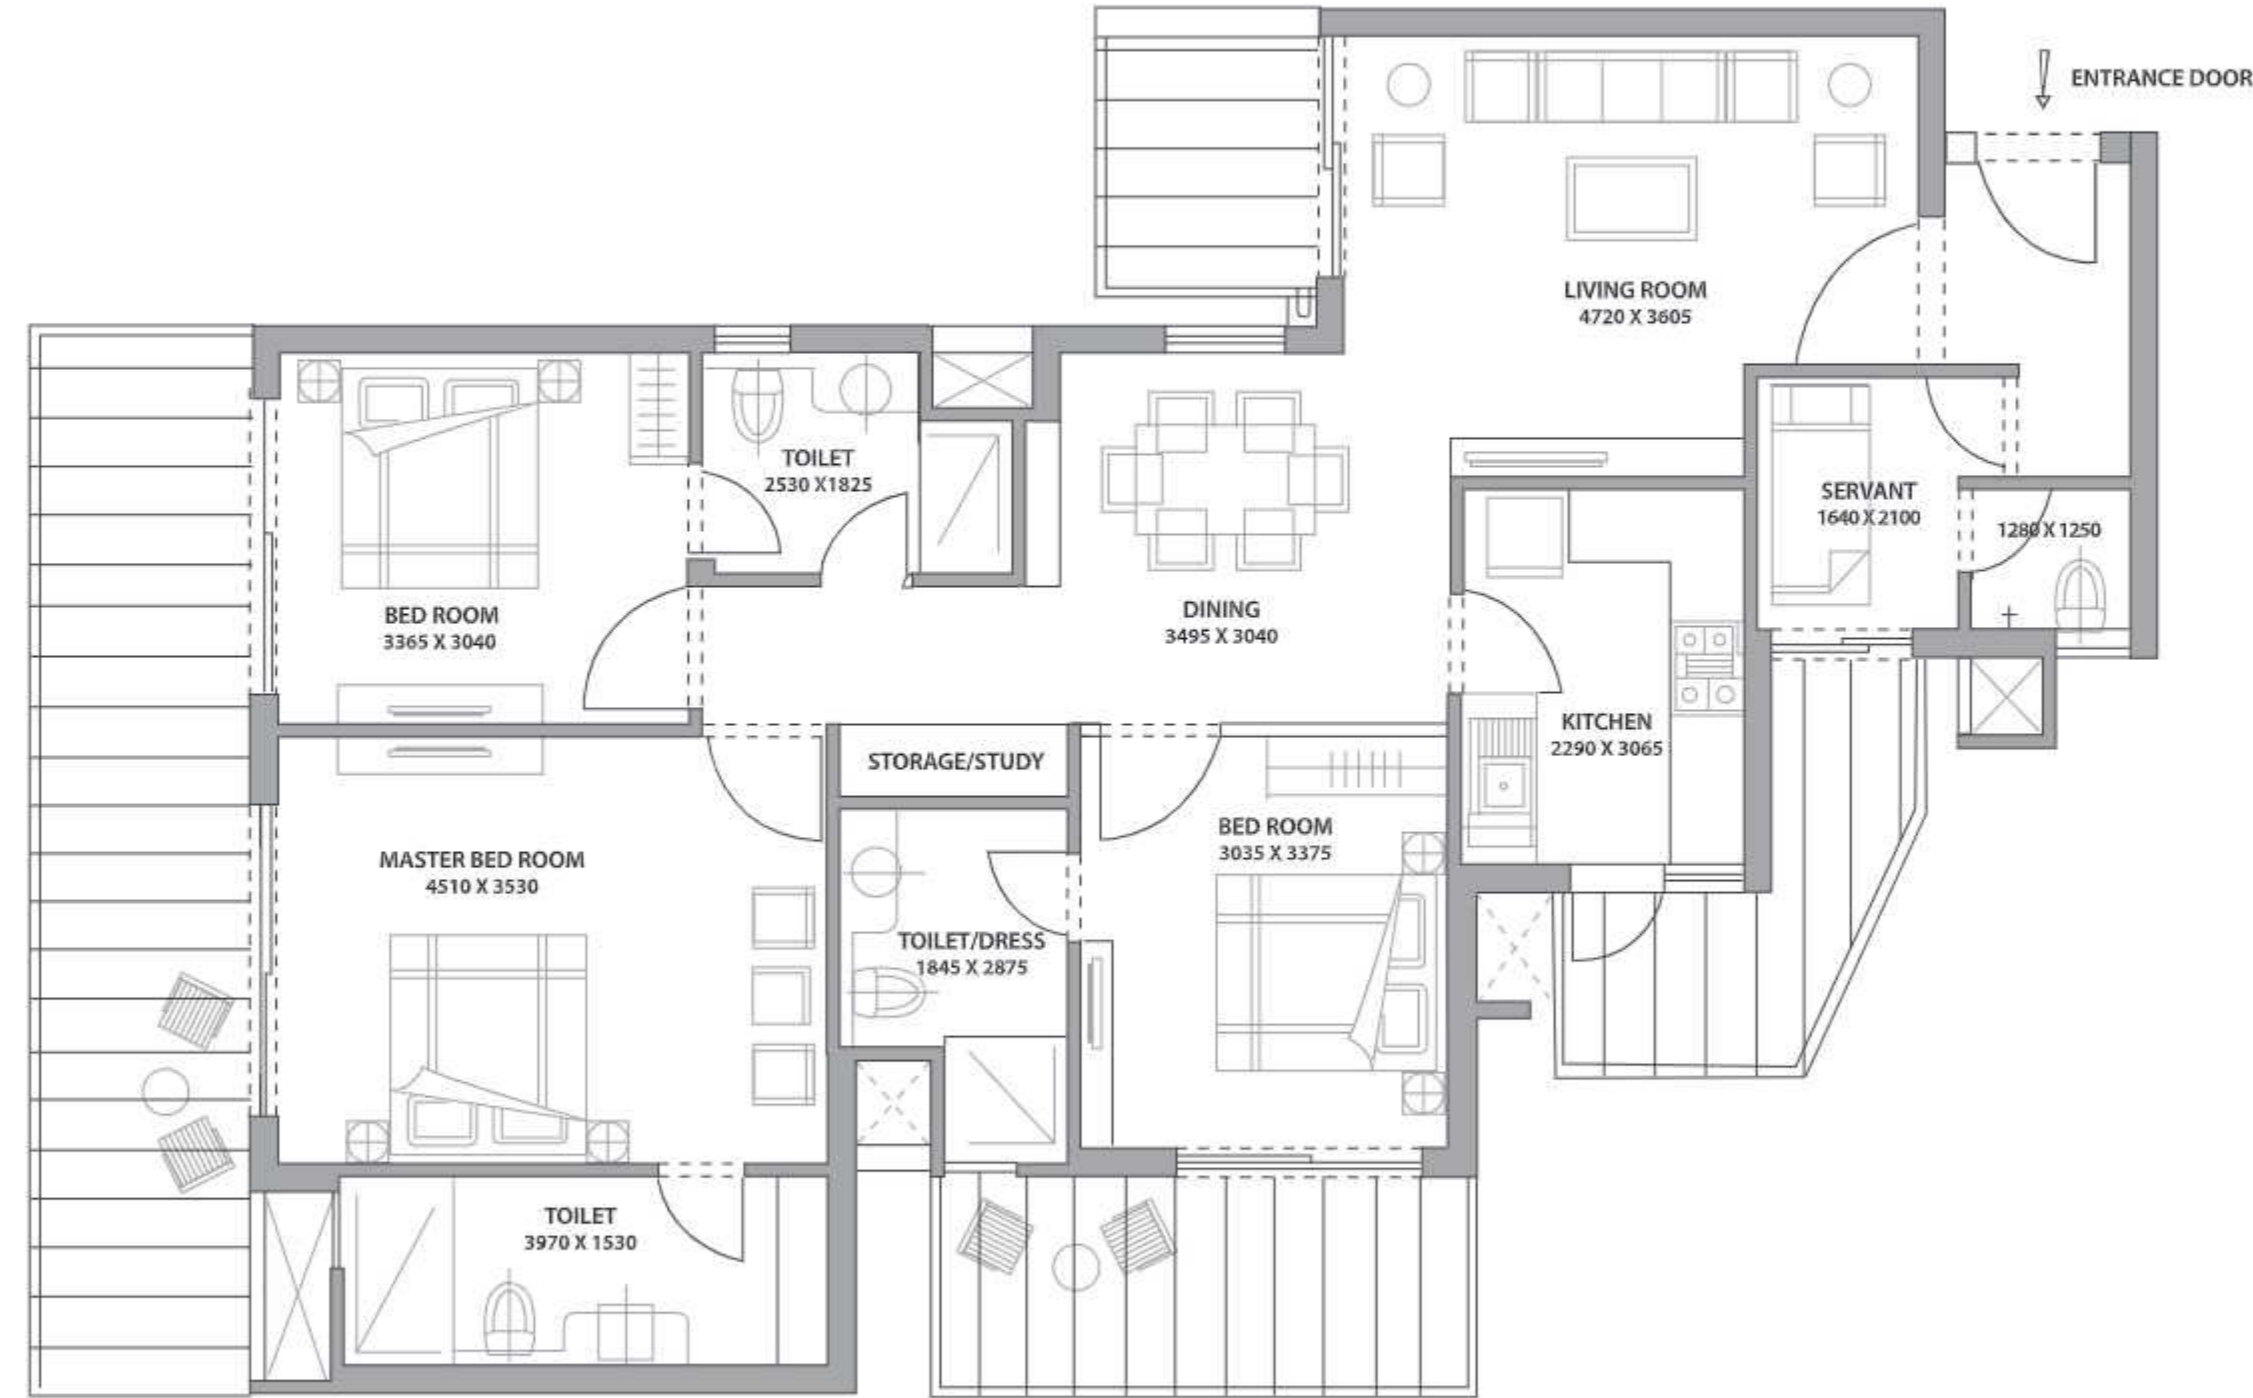 ENTRANCE DOOR
LIVING ROOM
4720 X 3605
TOILET
2530 X1825
SERVANT
1640 X 2100
1280 X 1250
BED ROOM
3365 X 3040
DINING
3495 X 3040
KITCHEN
2290 X 3065
STORAGE/STUDY
BED ROOM
3035 X 3375
MASTER BED ROOM
4510 X 3530
TOILET/DRESS
1845 X 2875
TOILET
3970 X 1530